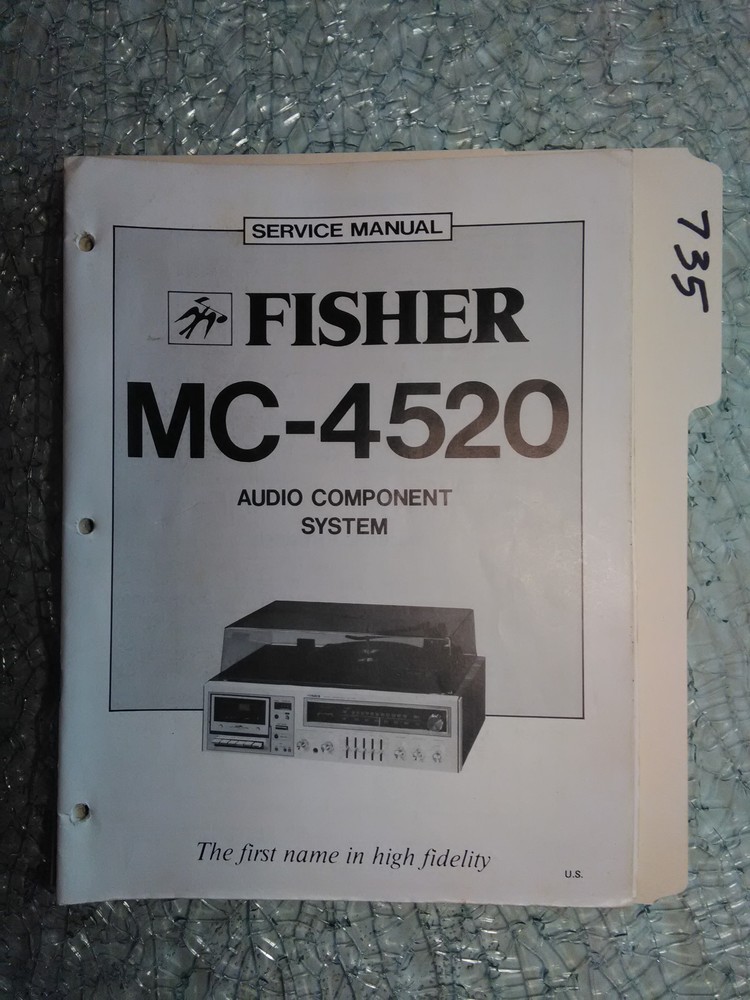 SERVICE MANUAL
FISHER
MC-4520
AUDIO COMPONENT
SYSTEM
The first name in high fidelity
U.S.
735